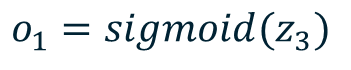 o₁ = sigmoid(z₃)